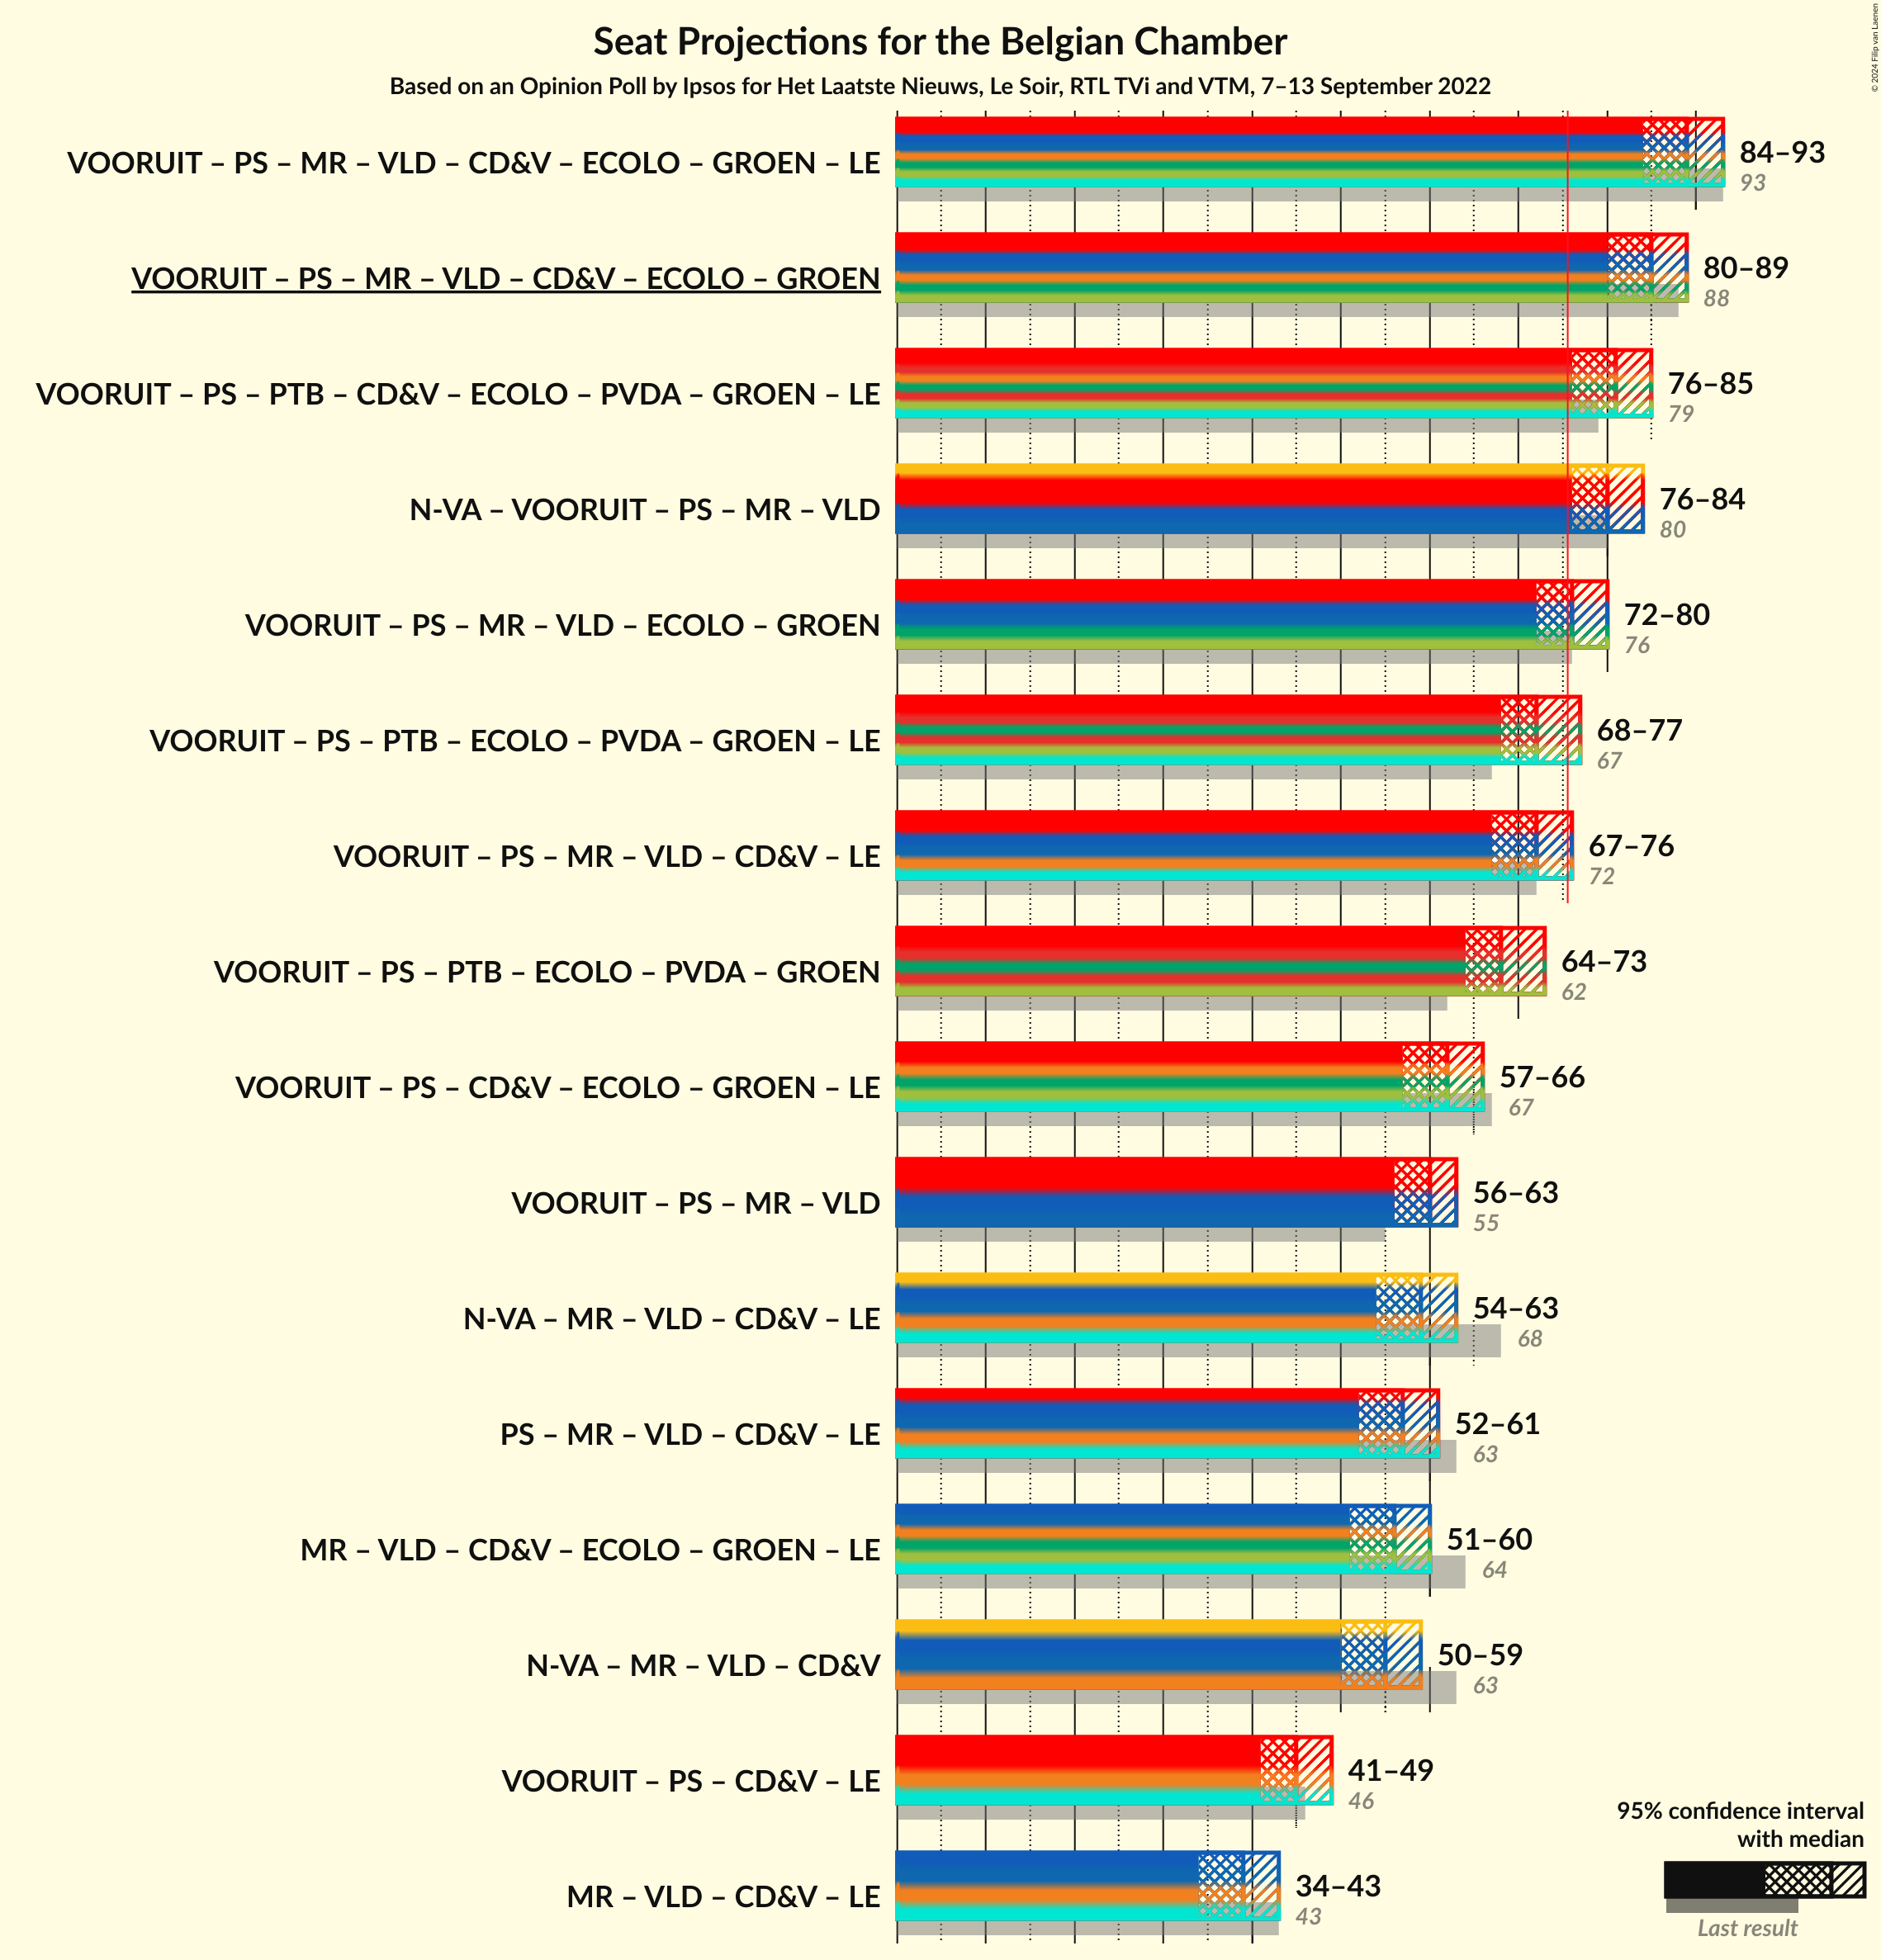 Seat Projections for the Belgian Chamber
Based on an Opinion Poll by Ipsos for Het Laatste Nieuws, Le Soir, RTL TVi and VTM, 7–13 September 2022
© 2024 Filip van Laenen
VOORUIT – PS – MR – VLD – CD&V – ECOLO – GROEN – LE
84–93
93
VOORUIT – PS – MR – VLD – CD&V – ECOLO – GROEN
80–89
88
VOORUIT – PS – PTB – CD&V – ECOLO – PVDA – GROEN – LE
76–85
79
N-VA – VOORUIT – PS – MR – VLD
76–84
80
VOORUIT – PS – MR – VLD – ECOLO – GROEN
72–80
76
VOORUIT – PS – PTB – ECOLO – PVDA – GROEN – LE
68–77
67
VOORUIT – PS – MR – VLD – CD&V – LE
67–76
72
VOORUIT – PS – PTB – ECOLO – PVDA – GROEN
64–73
62
VOORUIT – PS – CD&V – ECOLO – GROEN – LE
57–66
67
VOORUIT – PS – MR – VLD
56–63
55
N-VA – MR – VLD – CD&V – LE
54–63
68
PS – MR – VLD – CD&V – LE
52–61
63
MR – VLD – CD&V – ECOLO – GROEN – LE
51–60
64
N-VA – MR – VLD – CD&V
50–59
63
VOORUIT – PS – CD&V – LE
41–49
46
MR – VLD – CD&V – LE
34–43
43
95% confidence interval
with median
Last result